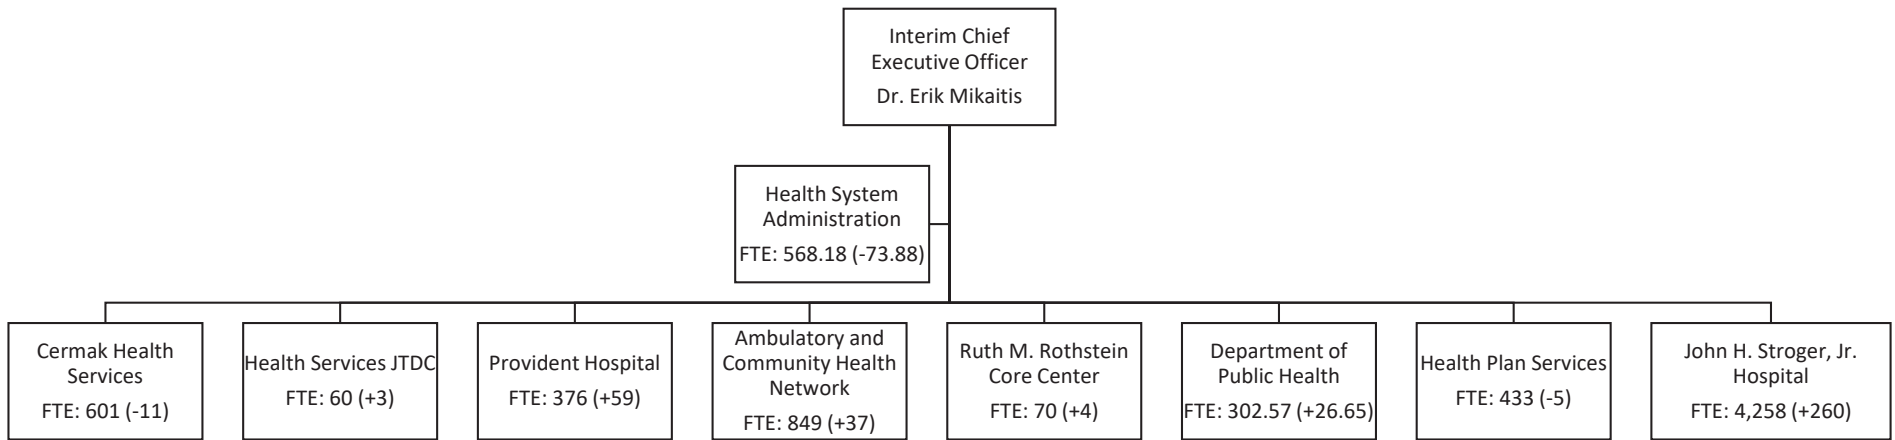 Interim Chief
Executive Officer
Dr. Erik Mikaitis
Health System
Administration
FTE: 568.18 (-73.88)
Cermak Health
Services
FTE: 601 (-11)
Health Services JTDC
FTE: 60 (+3)
Provident Hospital
FTE: 376 (+59)
Ambulatory and
Community Health
Network
FTE: 849 (+37)
Ruth M. Rothstein
Core Center
FTE: 70 (+4)
Department of
Public Health
FTE: 302.57 (+26.65)
Health Plan Services
FTE: 433 (-5)
John H. Stroger, Jr.
Hospital
FTE: 4,258 (+260)